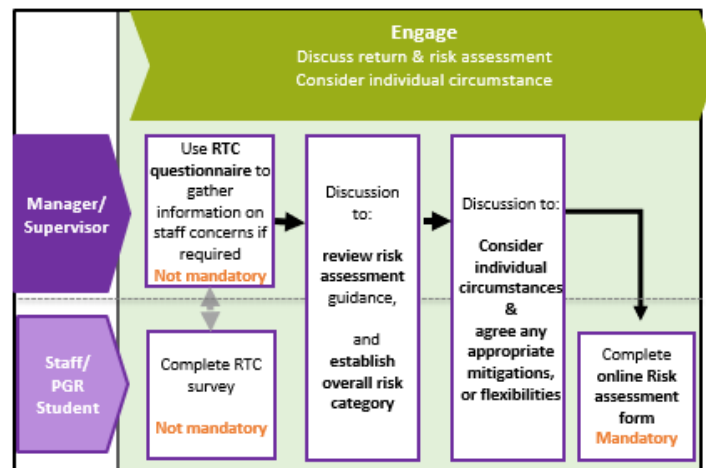 Engage
Discuss return & risk assessment
Consider individual circumstance
Manager/
Supervisor
Use RTC
questionnaire to
gather
information on
staff concerns if
required
Not mandatory
Discussion
to:
review risk
assessment
guidance,
and
establish
overall risk
category
Discussion to:
Consider
individual
circumstances
&
agree any
appropriate
mitigations,
or flexibilities
Staff/
PGR
Student
Complete RTC
survey
Not mandatory
Complete
online Risk
assessment
form
Mandatory